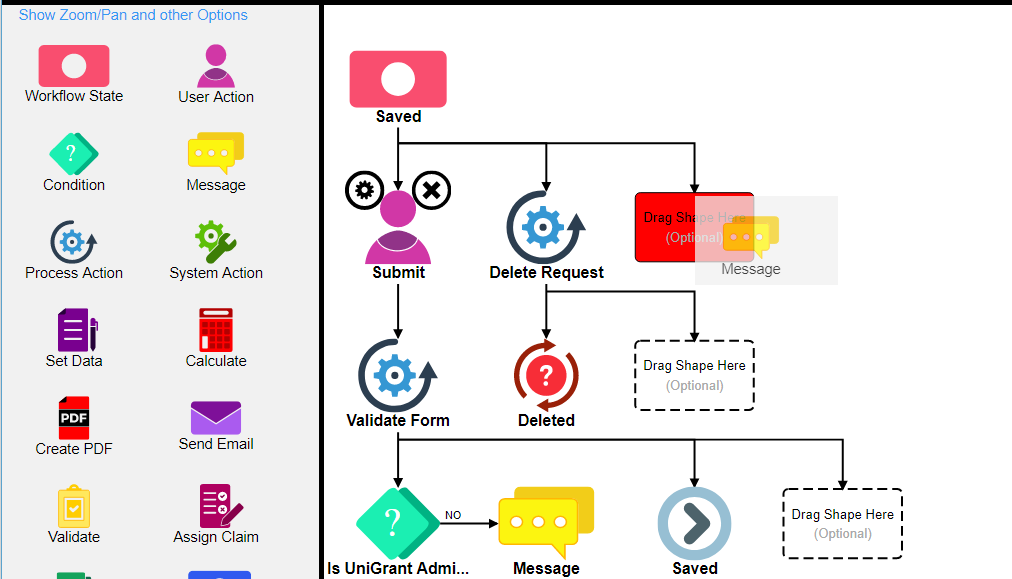 Show Zoom/Pan and other Options
Workflow State
User Action
Condition
Message
Process Action
System Action
Set Data
Calculate
PDF
Create PDF
Send Email
Validate
Assign Claim
Saved
Submit
Delete Request
Drag Shape Here
(Optional)
Message
Validate Form
Deleted
Drag Shape Here
(Optional)
Is UniGrant Admi...
NO
Message
Saved
Drag Shape Here
(Optional)